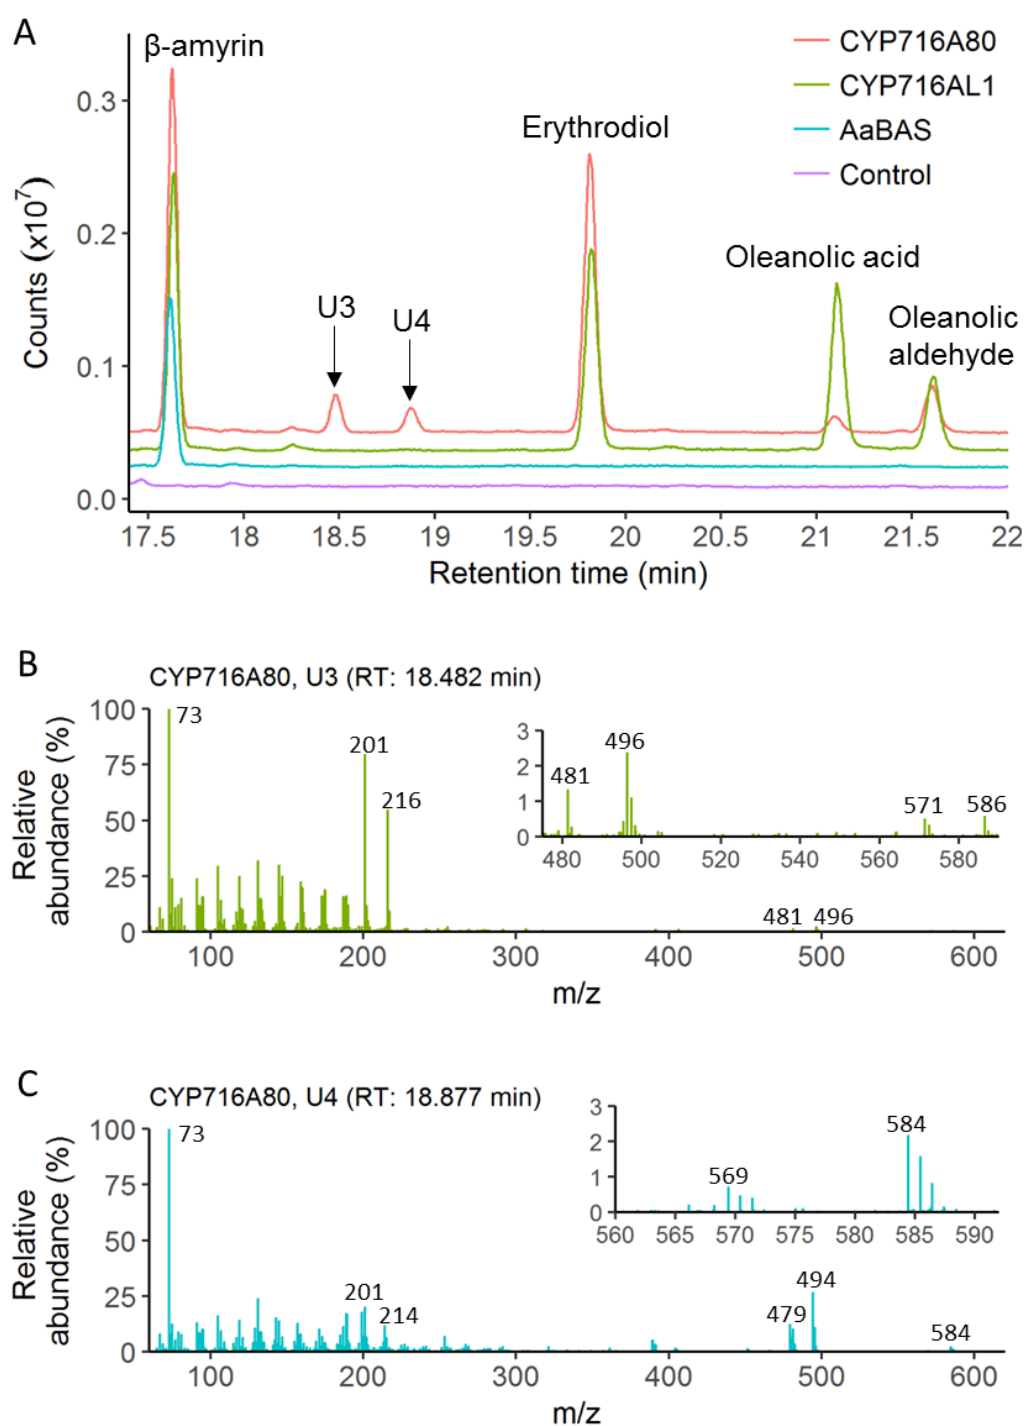 A
β-amyrin
CYP716A80
CYP716AL1
AaBAS
Control
Erythrodiol
Oleanolic acid
Oleanolic
aldehyde
U3
U4
Counts (x10⁷)
0.3
0.2
0.1
0.0
17.5 18 18.5 19 19.5 20 20.5 21 21.5 22
Retention time (min)
B
CYP716A80, U3 (RT: 18.482 min)
Relative
abundance (%)
100
75
50
25
0
73
201
216
481 496
100 200 300 400 500 600
m/z
3
2
1
0
481
496
571
586
480 500 520 540 560 580
C
CYP716A80, U4 (RT: 18.877 min)
Relative
abundance (%)
100
75
50
25
0
73
201
214
479
494
584
100 200 300 400 500 600
m/z
3
2
1
0
569
584
560 565 570 575 580 585 590